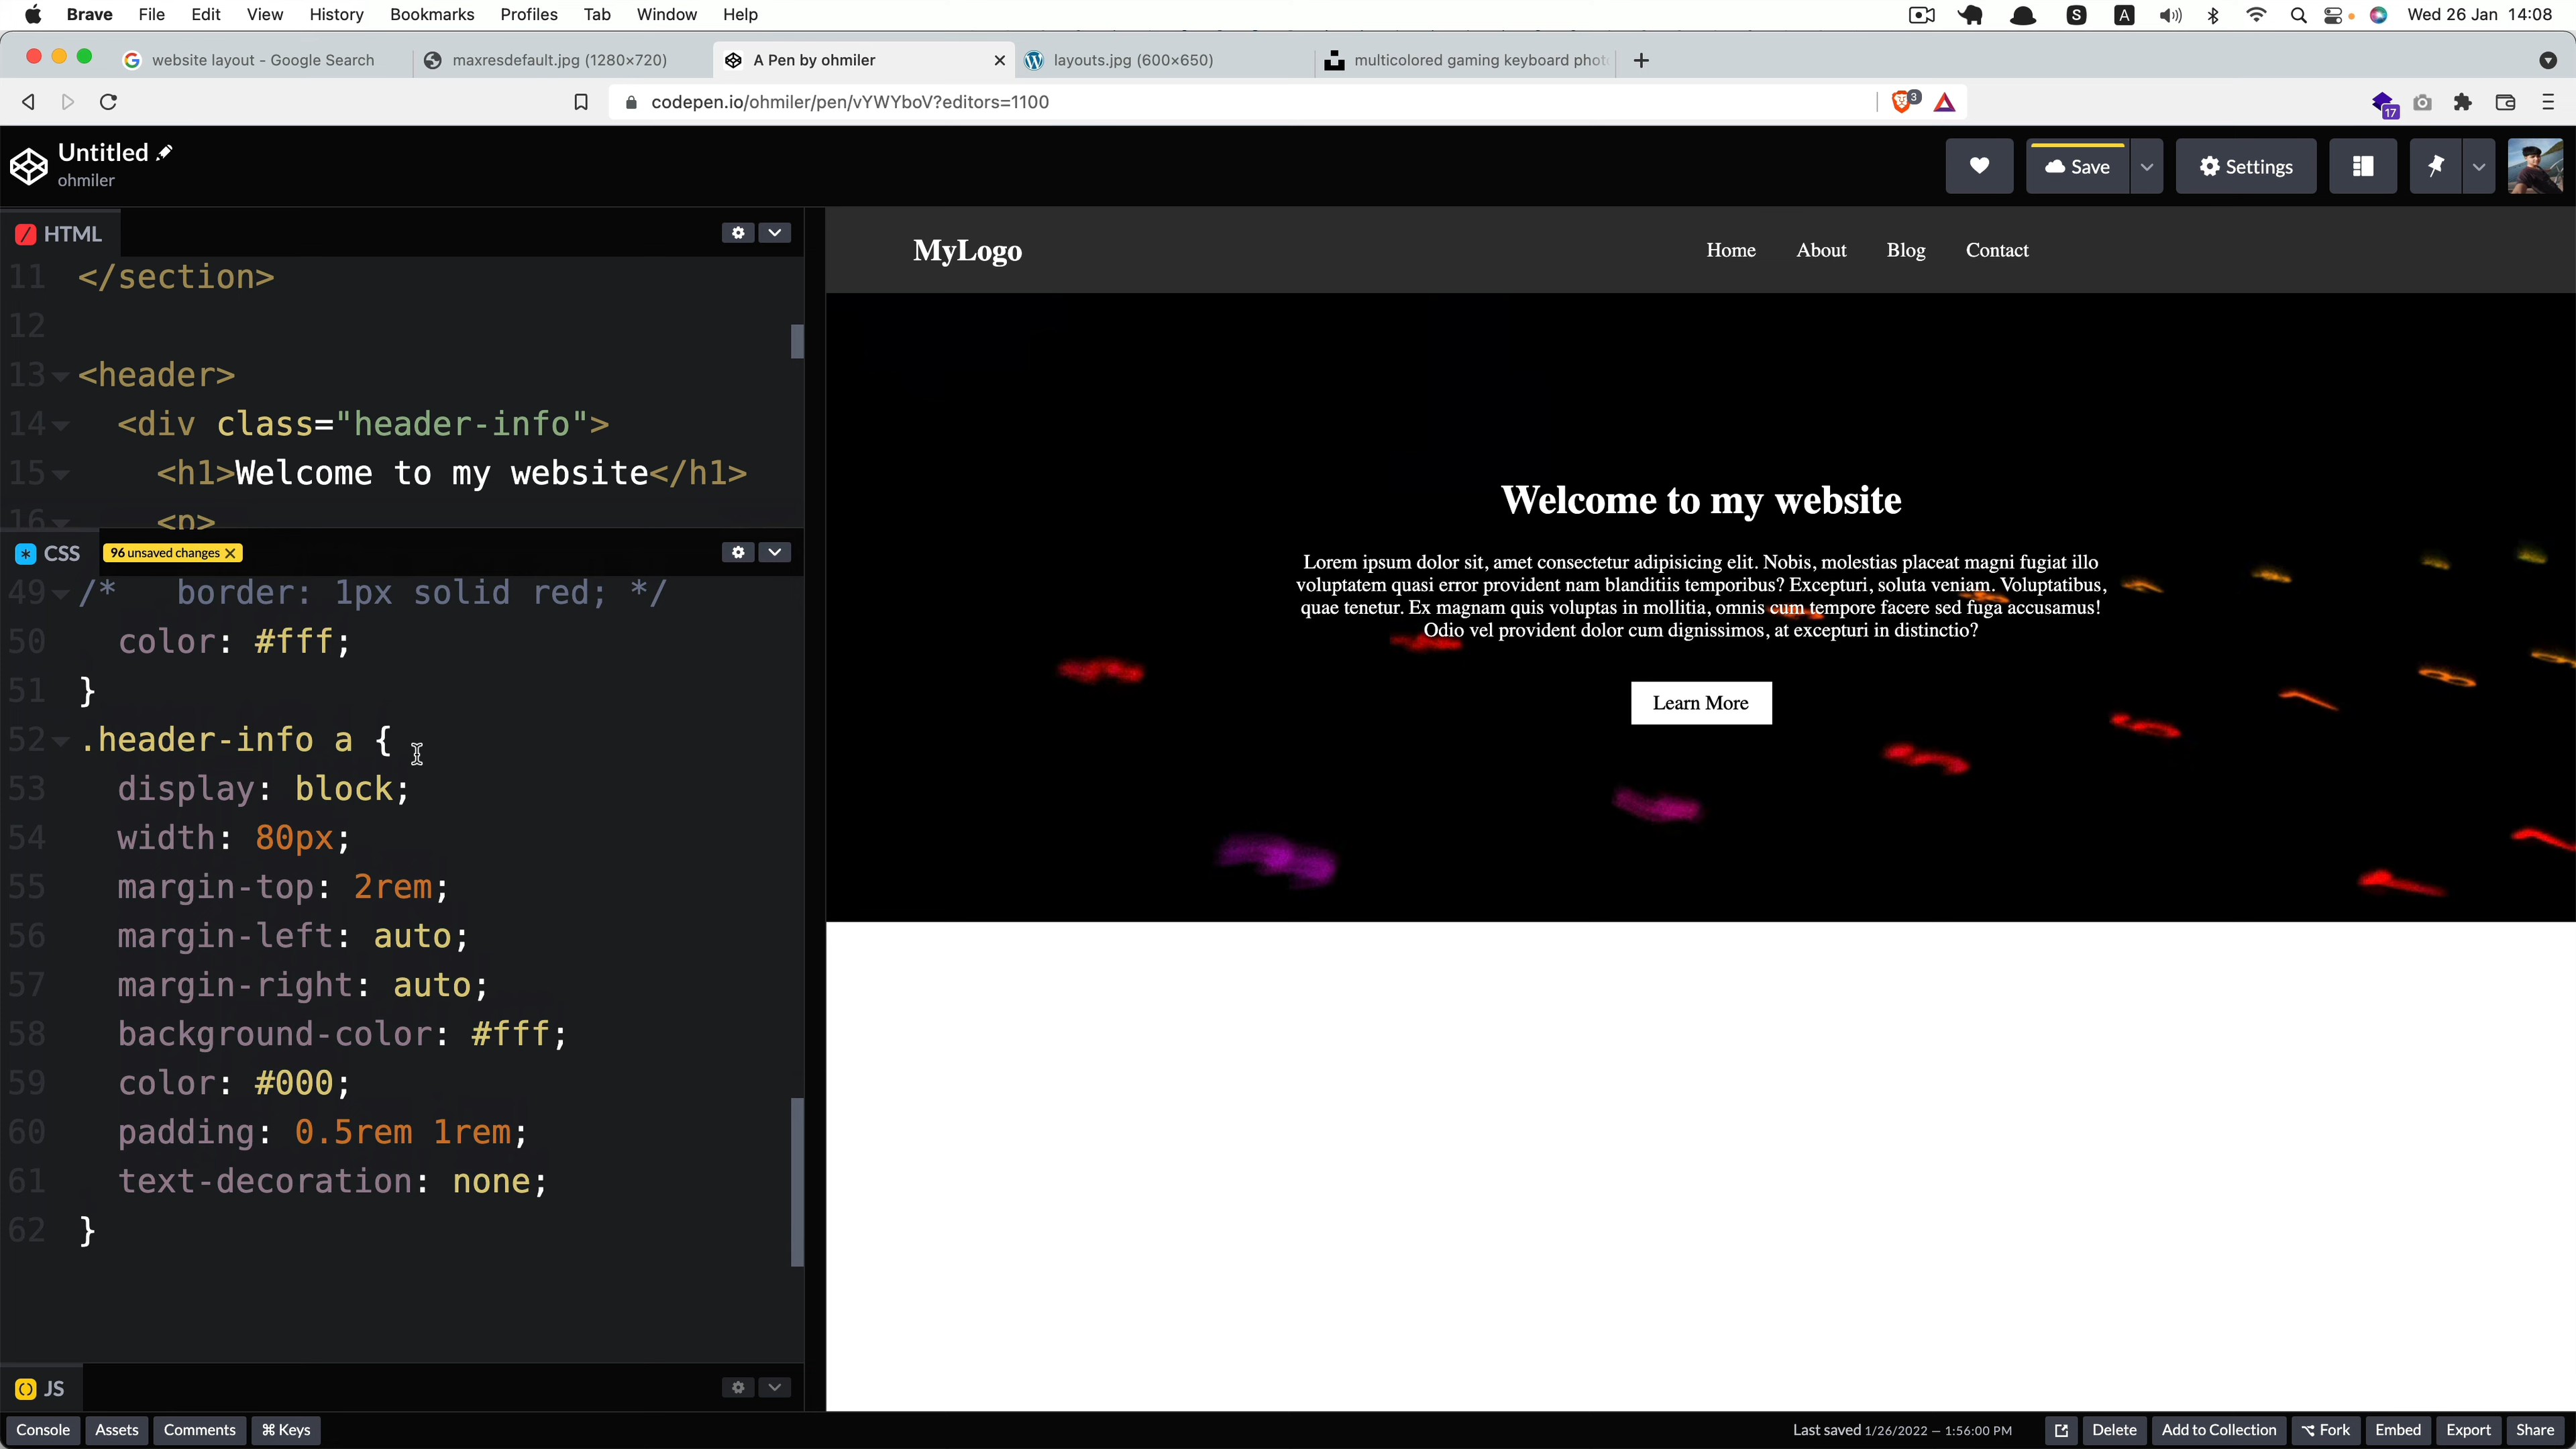 Brave File Edit View History Bookmarks Profiles Tab Window Help Wed 26 Jan 14:08
website layout - Google Search maxresdefault.jpg (1280×720) A Pen by ohmiler layouts.jpg (600×650) multicolored gaming keyboard phot
codepen.io/ohmiler/pen/vYWYboV?editors=1100 3 17
Untitled
ohmiler
Save Settings
HTML
11 </section>
12
13 <header>
14 <div class="header-info">
15 <h1>Welcome to my website</h1>
16 <p>
CSS 96 unsaved changes
49 /* border: 1px solid red; */
50 color: #fff;
51 }
52 .header-info a {
53 display: block;
54 width: 80px;
55 margin-top: 2rem;
56 margin-left: auto;
57 margin-right: auto;
58 background-color: #fff;
59 color: #000;
60 padding: 0.5rem 1rem;
61 text-decoration: none;
62 }
JS
MyLogo Home About Blog Contact
Welcome to my website
Lorem ipsum dolor sit, amet consectetur adipisicing elit. Nobis, molestias placeat magni fugiat illo
voluptatem quasi error provident nam blanditiis temporibus? Excepturi, soluta veniam. Voluptatibus,
quae tenetur. Ex magnam quis voluptas in mollitia, omnis cum tempore facere sed fuga accusamus!
Odio vel provident dolor cum dignissimos, at excepturi in distinctio?
Learn More
Console Assets Comments ⌘ Keys Last saved 1/26/2022 — 1:56:00 PM Delete Add to Collection ⌥ Fork Embed Export Share